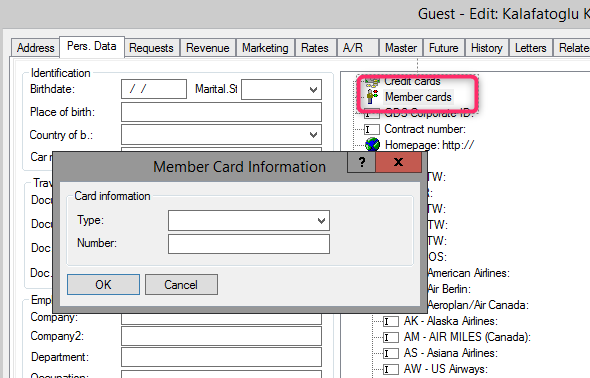 Guest - Edit: Kalafatoglu K
Address
Pers. Data
Requests
Revenue
Marketing
Rates
A/R
Master
Future
History
Letters
Relate
Identification
Birthdate:
/ /
Marital.St
Place of birth:
Country of b.:
Car
Trav
Docu
Docu
Doc.
Doc.
Credit cards
Member cards
GDS Corporate ID:
Contract number:
Homepage: http://
TW:
R:
TW:
TW:
TW:
OS:
American Airlines:
Air Berlin:
Aeroplan/Air Canada:
AK - Alaska Airlines:
AM - AIR MILES (Canada):
AS - Asiana Airlines:
AW - US Airways:
Member Card Information
?
x
Card information
Type:
Number:
OK
Cancel
Emp
Company:
Company2:
Department:
Occupation: